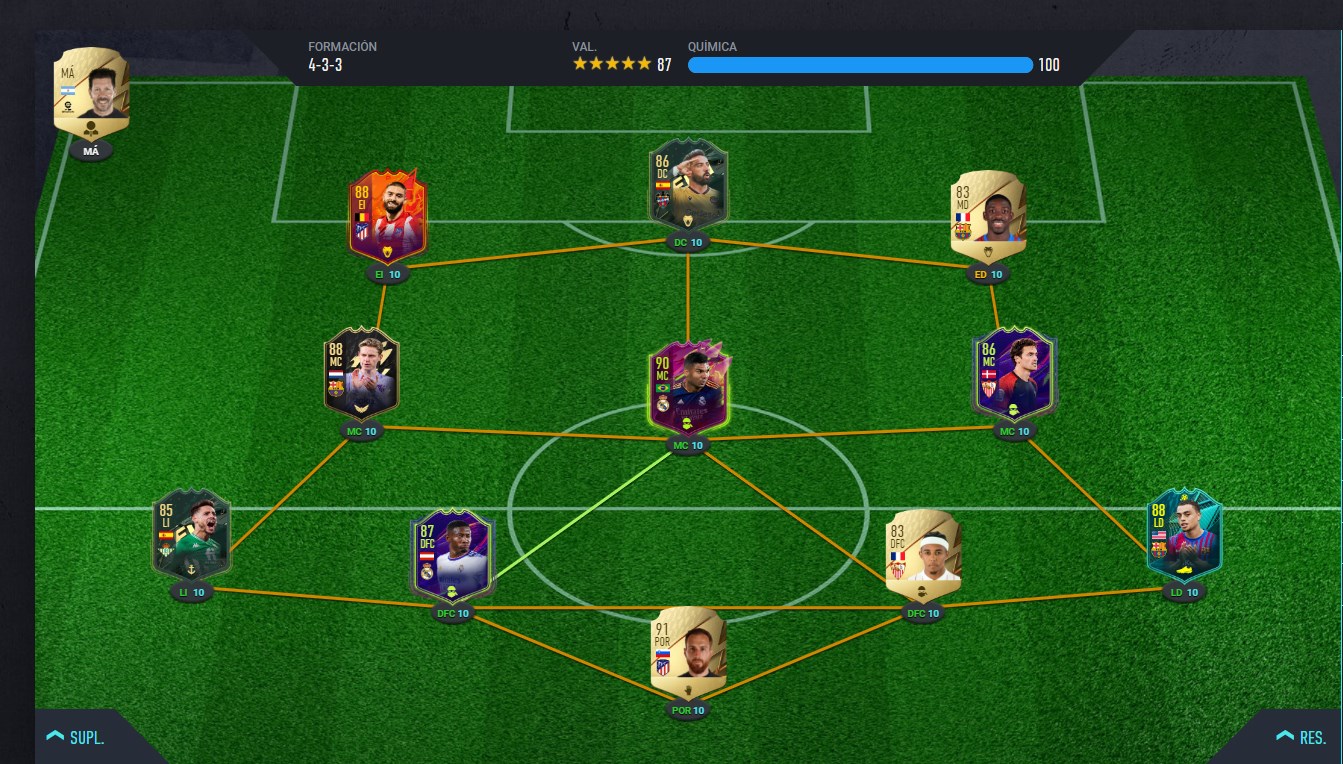 FORMACIÓN
4-3-3
VAL.
87
QUÍMICA
100
MÁ
MÁ
86
DC
DC 10
88
EI
EI 10
83
MD
ED 10
88
MC
MC 10
90
MC
MC 10
86
MC
MC 10
85
LI
LI 10
87
DFC
DFC 10
83
DFC
DFC 10
88
LD
LD 10
91
POR
POR 10
SUPL.
RES.